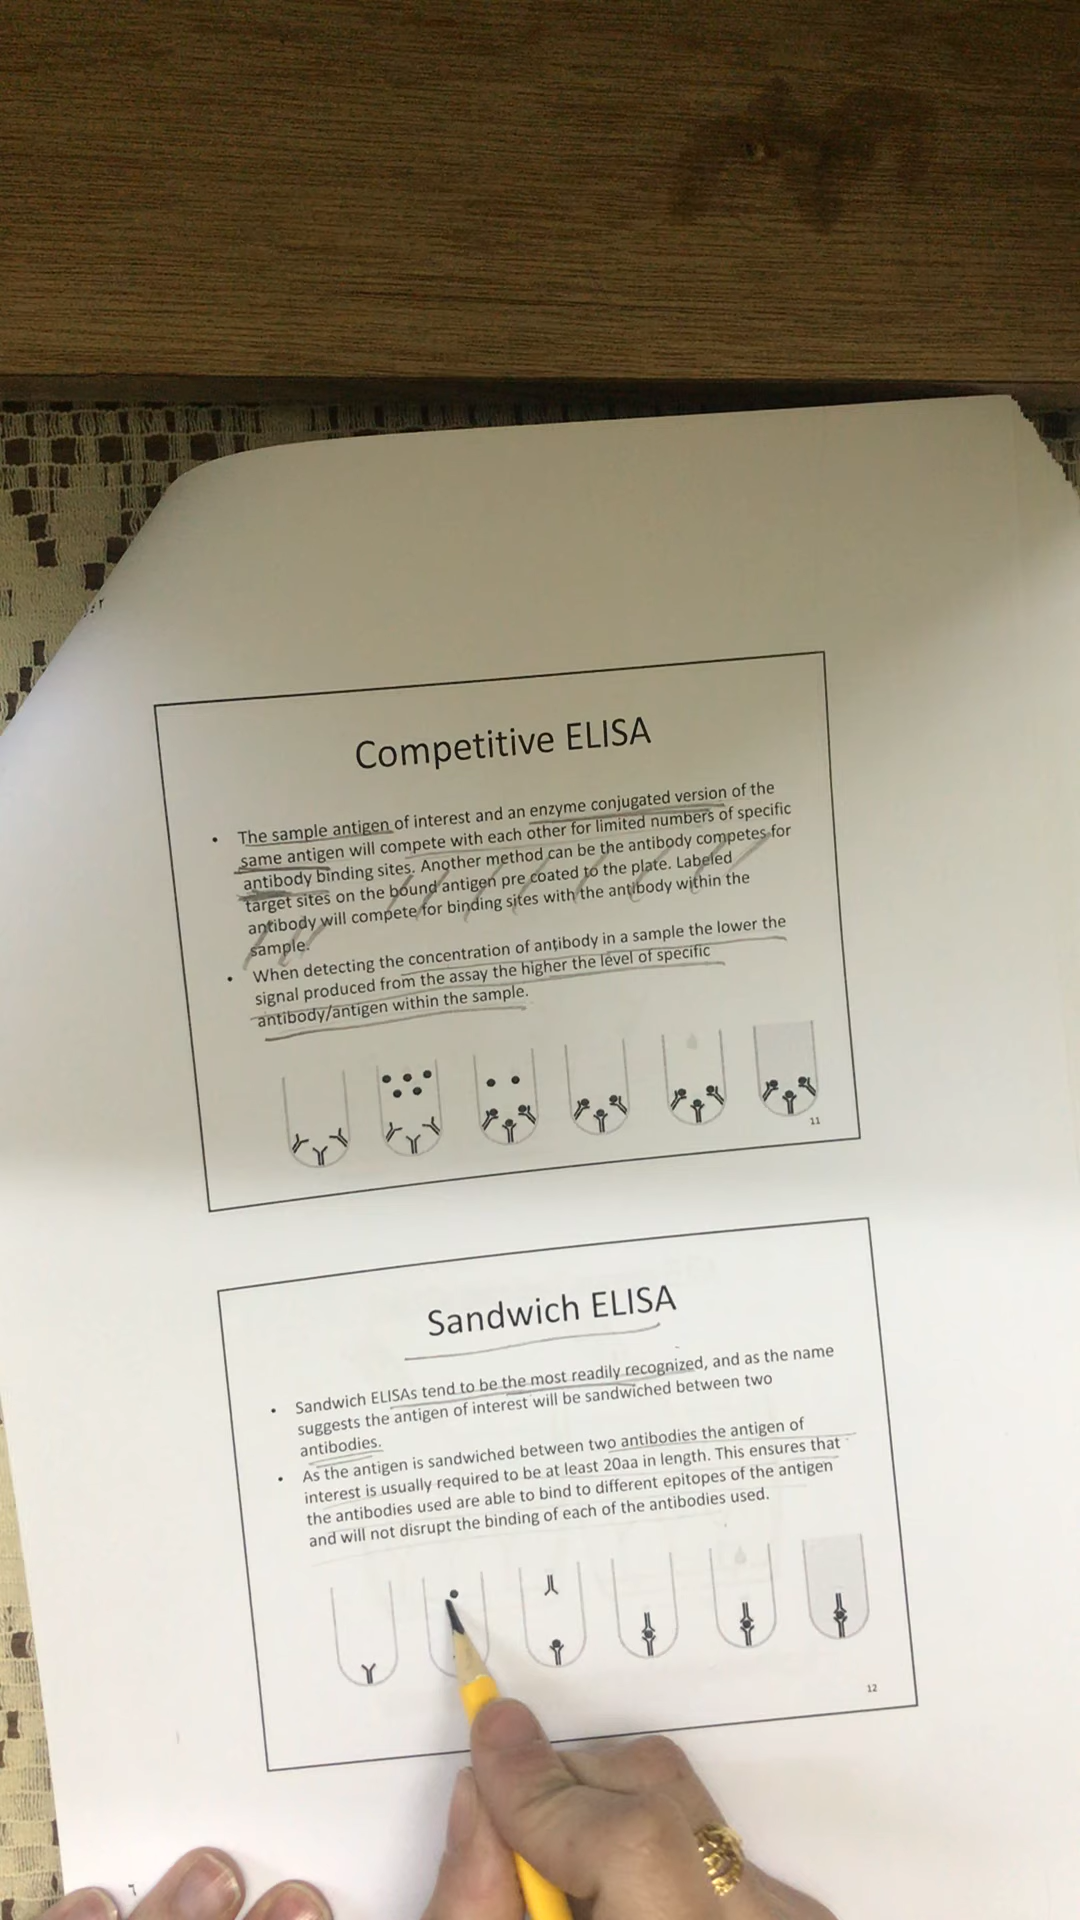 Competitive ELISA
• The sample antigen of interest and an enzyme conjugated version of the
same antigen will compete with each other for limited numbers of specific
antibody binding sites. Another method can be the antibody competes for
target sites on the bound antigen pre coated to the plate. Labeled
antibody will compete for binding sites with the antibody within the
sample.
• When detecting the concentration of antibody in a sample the lower the
signal produced from the assay the higher the level of specific
antibody/antigen within the sample.
11
Sandwich ELISA
• Sandwich ELISAs tend to be the most readily recognized, and as the name
suggests the antigen of interest will be sandwiched between two
antibodies.
• As the antigen is sandwiched between two antibodies the antigen of
interest is usually required to be at least 20aa in length. This ensures that
the antibodies used are able to bind to different epitopes of the antigen
and will not disrupt the binding of each of the antibodies used.
12